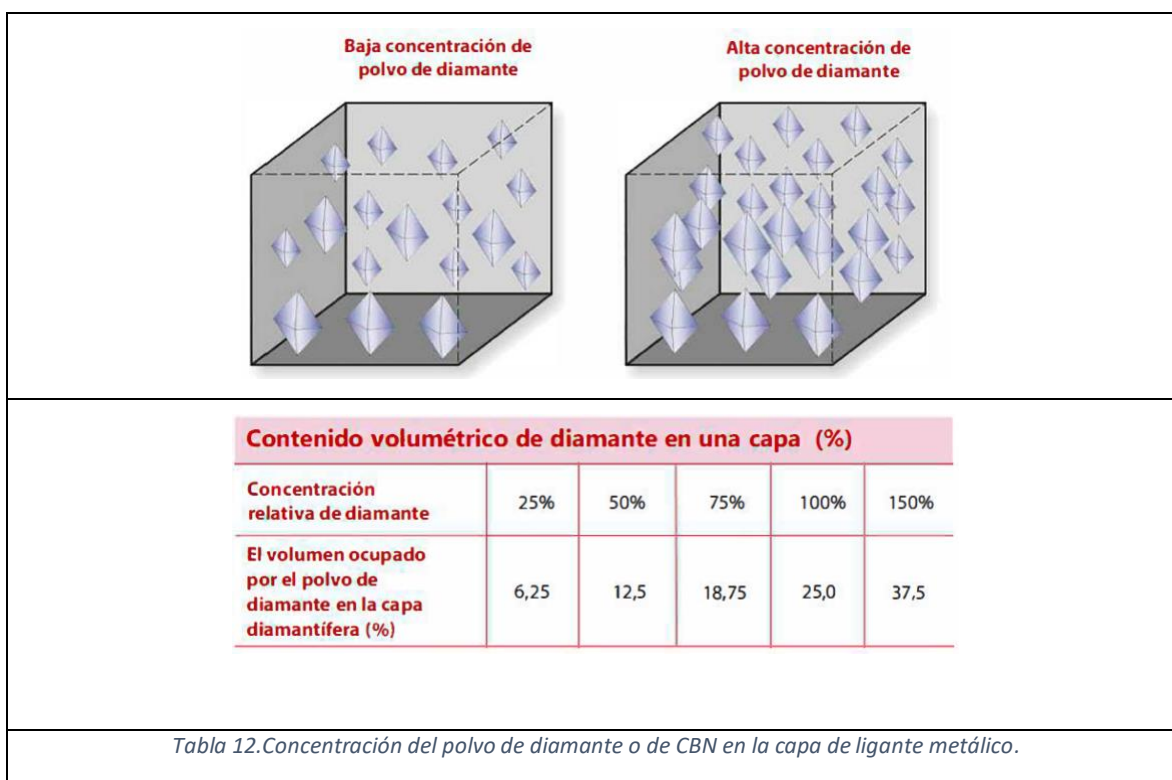 Baja concentración de
polvo de diamante
Alta concentración de
polvo de diamante
Contenido volumétrico de diamante en una capa (%)
Concentración
relativa de diamante
25% 50% 75% 100% 150%
El volumen ocupado
por el polvo de
diamante en la capa
diamantífera (%)
6,25 12,5 18,75 25,0 37,5
Tabla 12.Concentración del polvo de diamante o de CBN en la capa de ligante metálico.